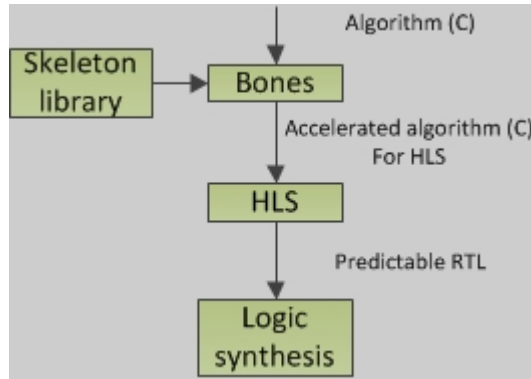 Algorithm (C)
Skeleton
library
Bones
Accelerated algorithm (C)
For HLS
HLS
Predictable RTL
Logic
synthesis